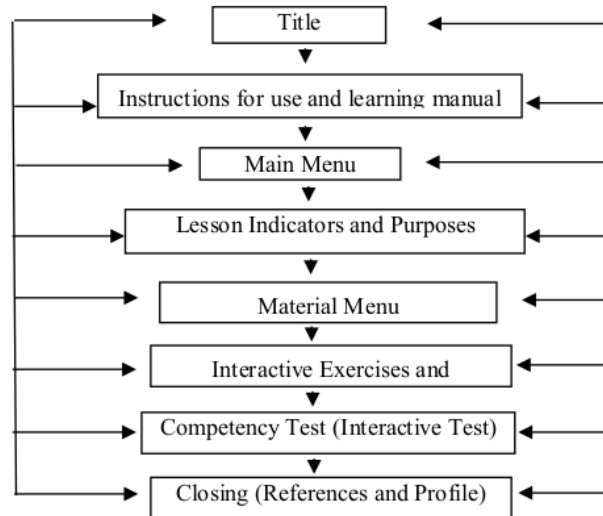 Title
Instructions for use and learning manual
Main Menu
Lesson Indicators and Purposes
Material Menu
Interactive Exercises and
Competency Test (Interactive Test)
Closing (References and Profile)